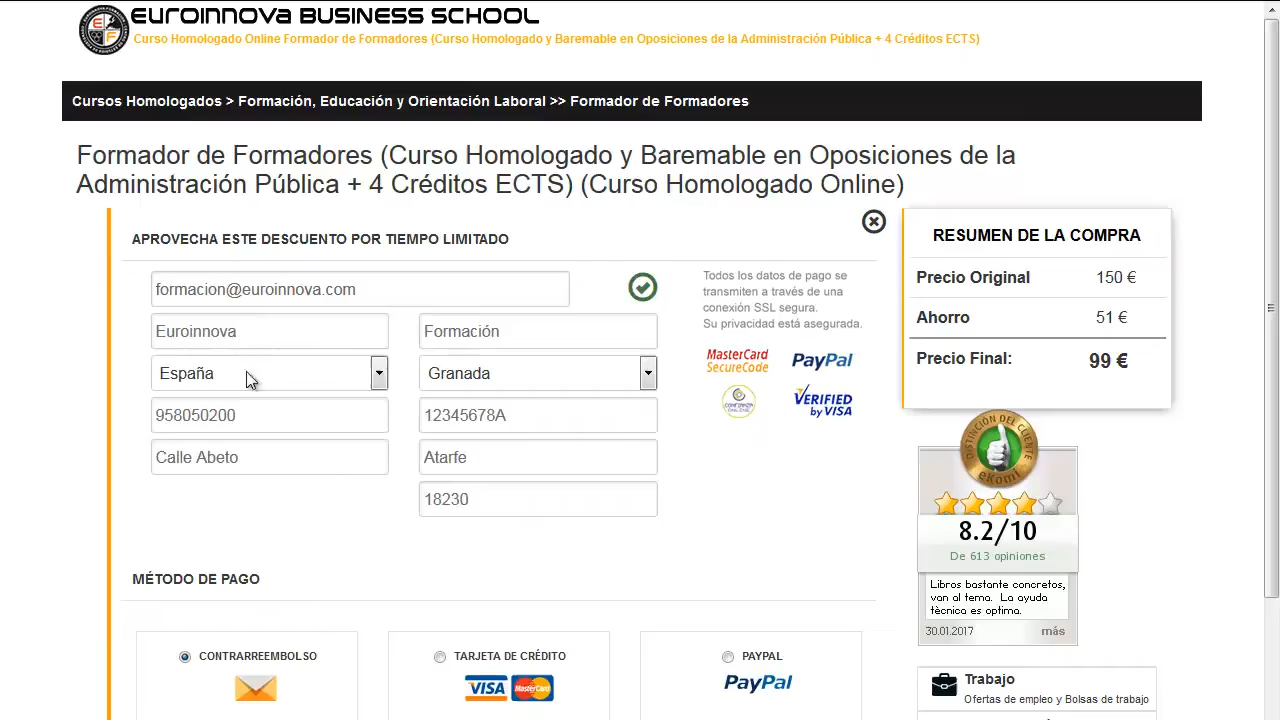 EUROINNOVA BUSINESS SCHOOL
Curso Homologado Online Formador de Formadores (Curso Homologado y Baremable en Oposiciones de la Administración Pública + 4 Créditos ECTS)
Cursos Homologados > Formación, Educación y Orientación Laboral >> Formador de Formadores
Formador de Formadores (Curso Homologado y Baremable en Oposiciones de la
Administración Pública + 4 Créditos ECTS) (Curso Homologado Online)
APROVECHA ESTE DESCUENTO POR TIEMPO LIMITADO
formacion@euroinnova.com
Euroinnova Formación
España Granada
958050200 12345678A
Calle Abeto Atarfe
18230
Todos los datos de pago se
transmiten a través de una
conexión SSL segura.
Su privacidad está asegurada.
MasterCard
SecureCode
PayPal
CONFIANZA
ONLINE
VERIFIED
by VISA
MÉTODO DE PAGO
CONTRARREEMBOLSO
TARJETA DE CRÉDITO
VISA MasterCard
PAYPAL
PayPal
RESUMEN DE LA COMPRA
Precio Original 150 €
Ahorro 51 €
Precio Final: 99 €
DISTINCIÓN DEL CLIENTE
eKomi
8.2/10
De 613 opiniones
Libros bastante concretos,
van al tema. La ayuda
tècnica es optima.
30.01.2017 más
Trabajo
Ofertas de empleo y Bolsas de trabajo